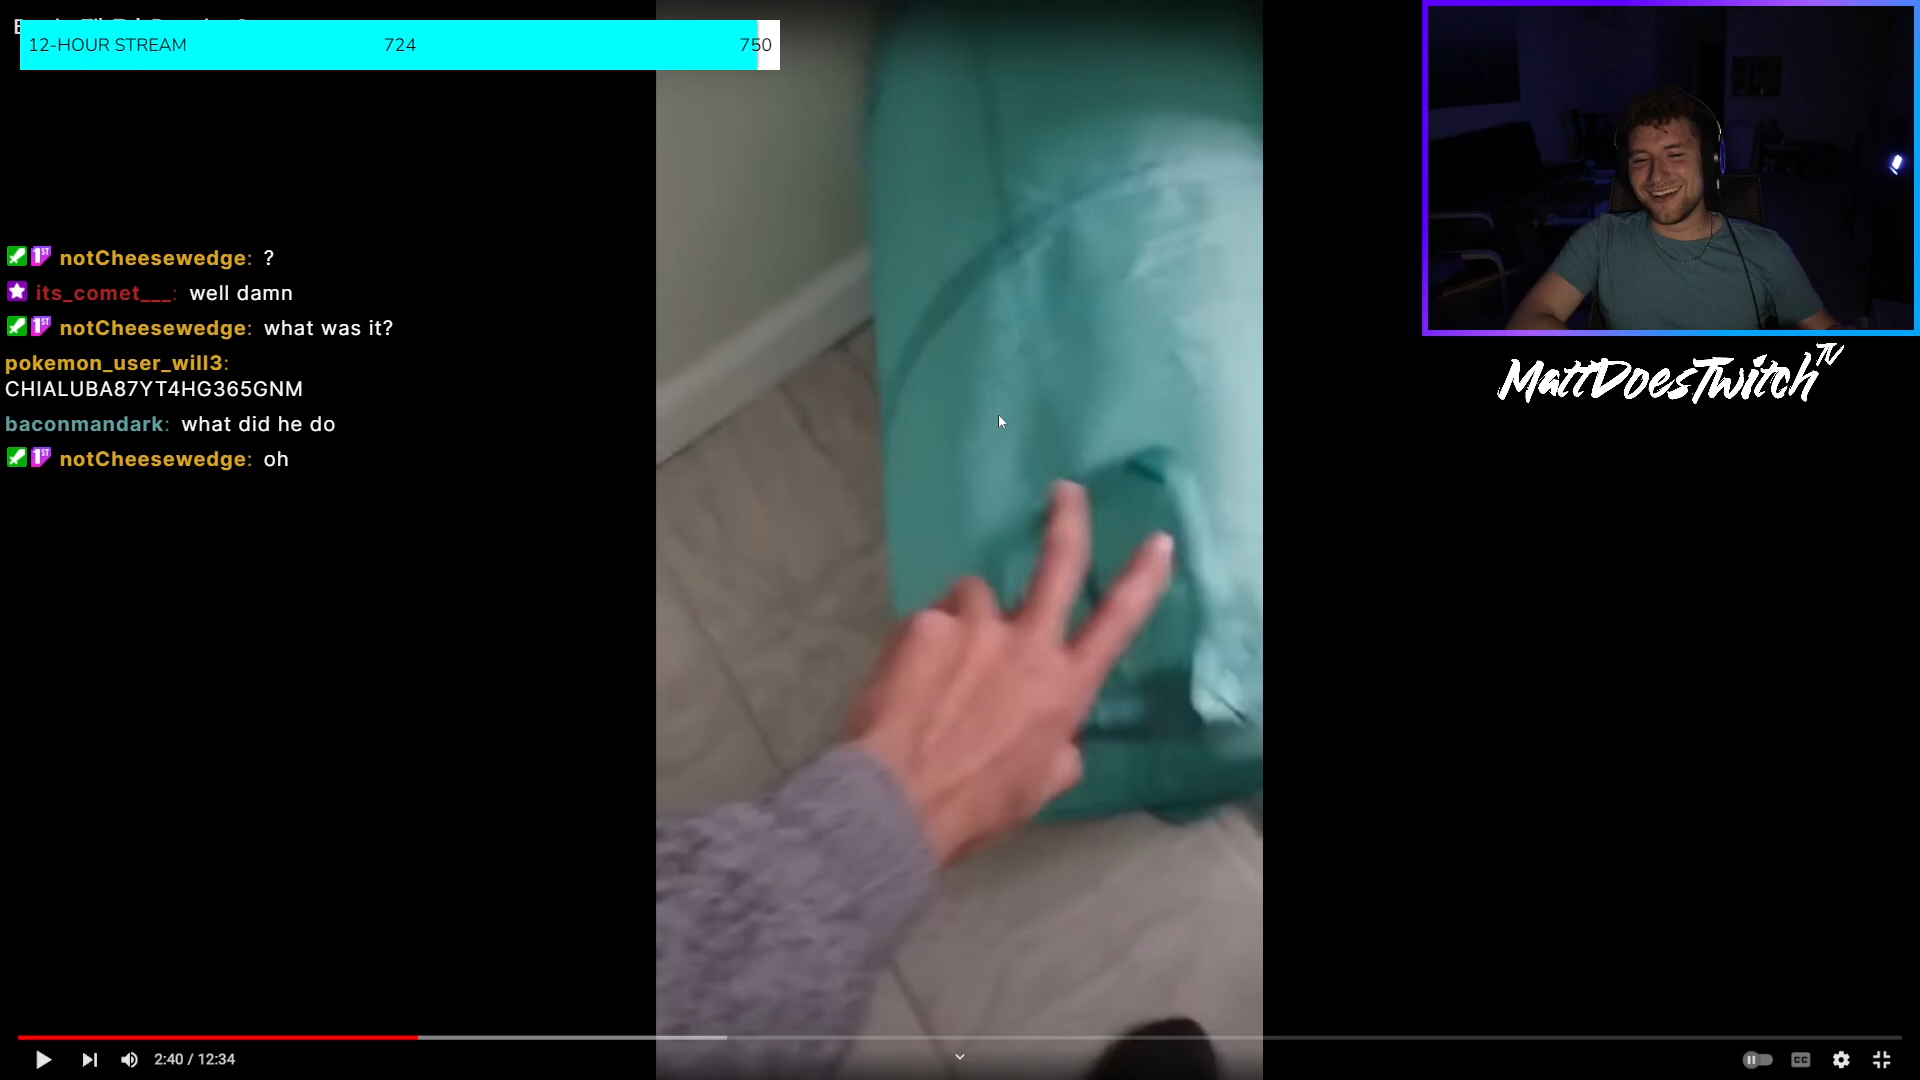 12-HOUR STREAM 724 750
notCheesewedge: ?
its_comet___: well damn
notCheesewedge: what was it?
pokemon_user_will3:
CHIALUBA87YT4HG365GNM
baconmandark: what did he do
notCheesewedge: oh
MattDoesTwitch TV
2:40 / 12:34
CC